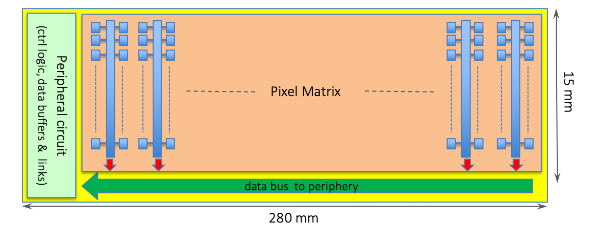 Peripheral circuit
(ctrl logic, data buffers & links)
Pixel Matrix
15 mm
data bus to periphery
280 mm